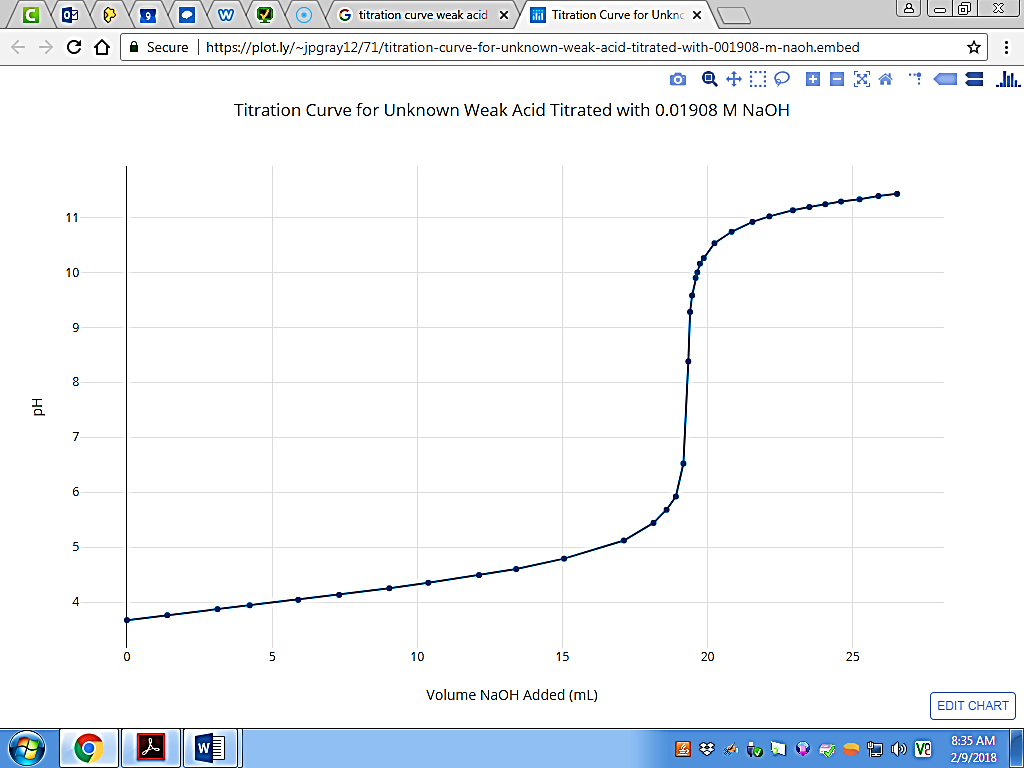 titration curve weak acid
Titration Curve for Unkno
Secure
https://plot.ly/~jpgray12/71/titration-curve-for-unknown-weak-acid-titrated-with-001908-m-naoh.embed
Titration Curve for Unknown Weak Acid Titrated with 0.01908 M NaOH
11
10
9
8
7
6
5
4
pH
0 5 10 15 20 25
Volume NaOH Added (mL)
EDIT CHART
8:35 AM
2/9/2018